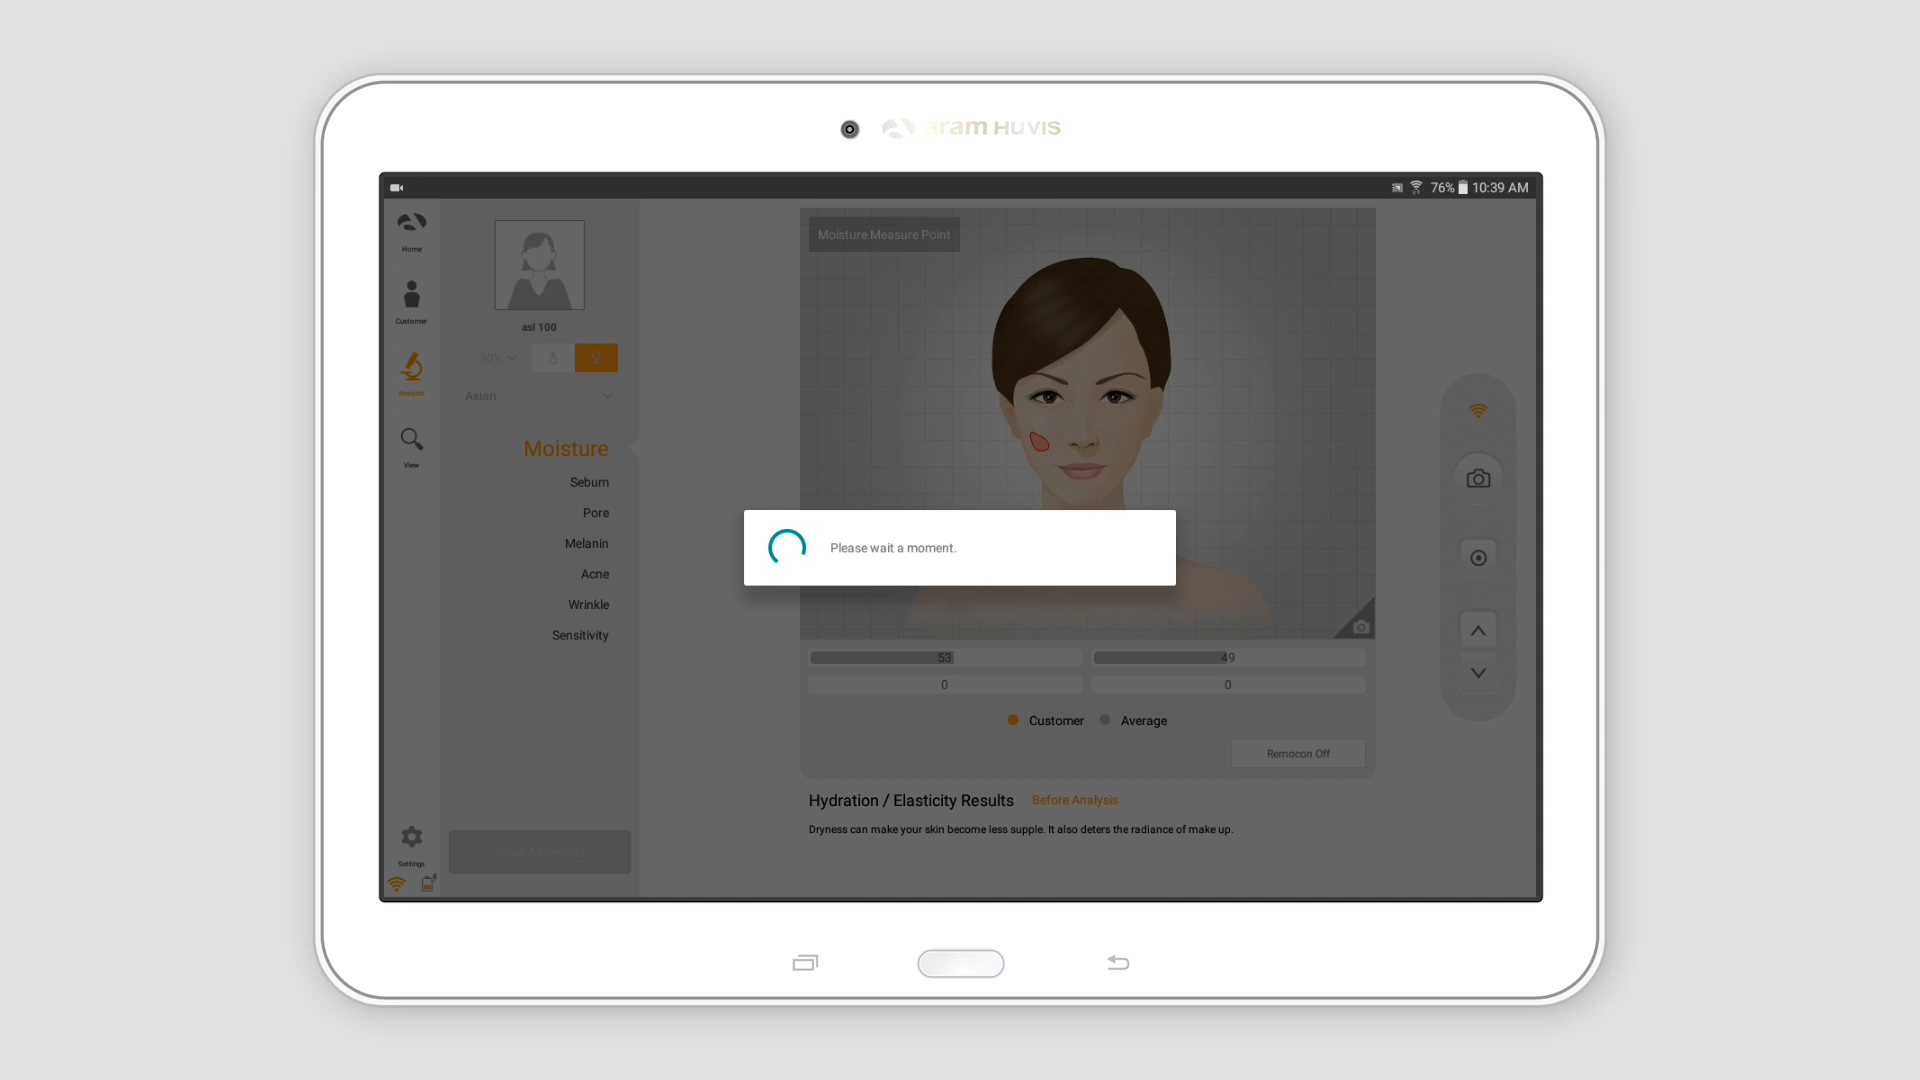 aram HUVIS
76% 10:39 AM
Home
Customer
Analysis
View
Settings
asl 100
30's
Asian
Moisture
Sebum
Pore
Melanin
Acne
Wrinkle
Sensitivity
Moisture Measure Point
Please wait a moment.
53
49
0
0
Customer
Average
Remocon Off
Hydration / Elasticity Results
Before Analysis
Dryness can make your skin become less supple. It also deters the radiance of make up.